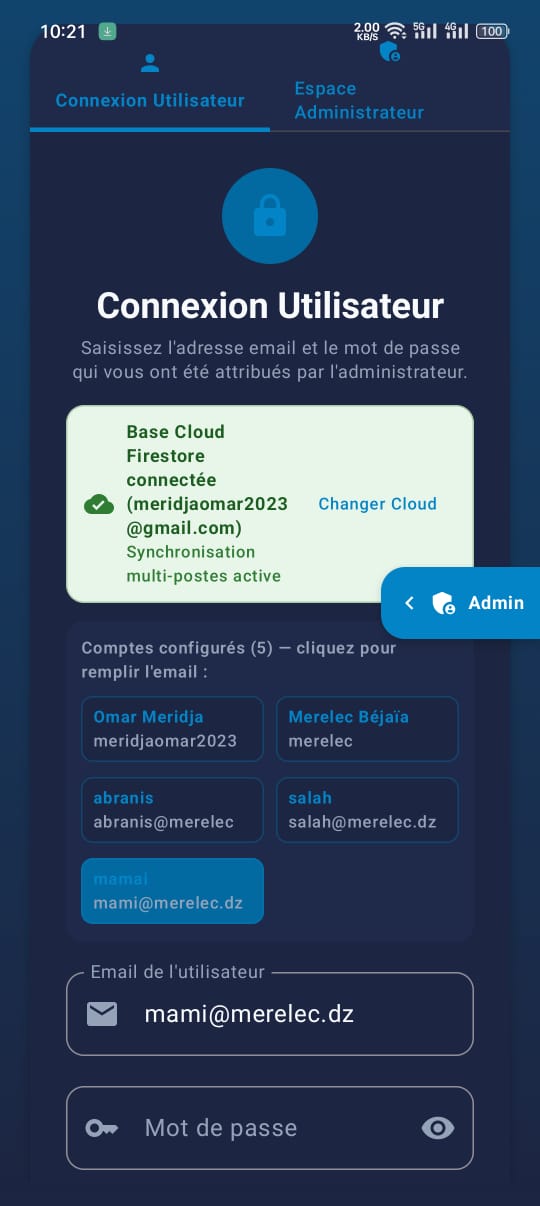 10:21
2.00 KB/S 5G 4G 100
Connexion Utilisateur
Espace
Administrateur
Connexion Utilisateur
Saisissez l'adresse email et le mot de passe
qui vous ont été attribués par l'administrateur.
Base Cloud
Firestore
connectée
(meridjaomar2023
@gmail.com)
Synchronisation
multi-postes active
Changer Cloud
Admin
Comptes configurés (5) — cliquez pour
remplir l'email :
Omar Meridja
meridjaomar2023
Merelec Béjaïa
merelec
abranis
abranis@merelec
salah
salah@merelec.dz
mamai
mami@merelec.dz
Email de l'utilisateur
mami@merelec.dz
Mot de passe